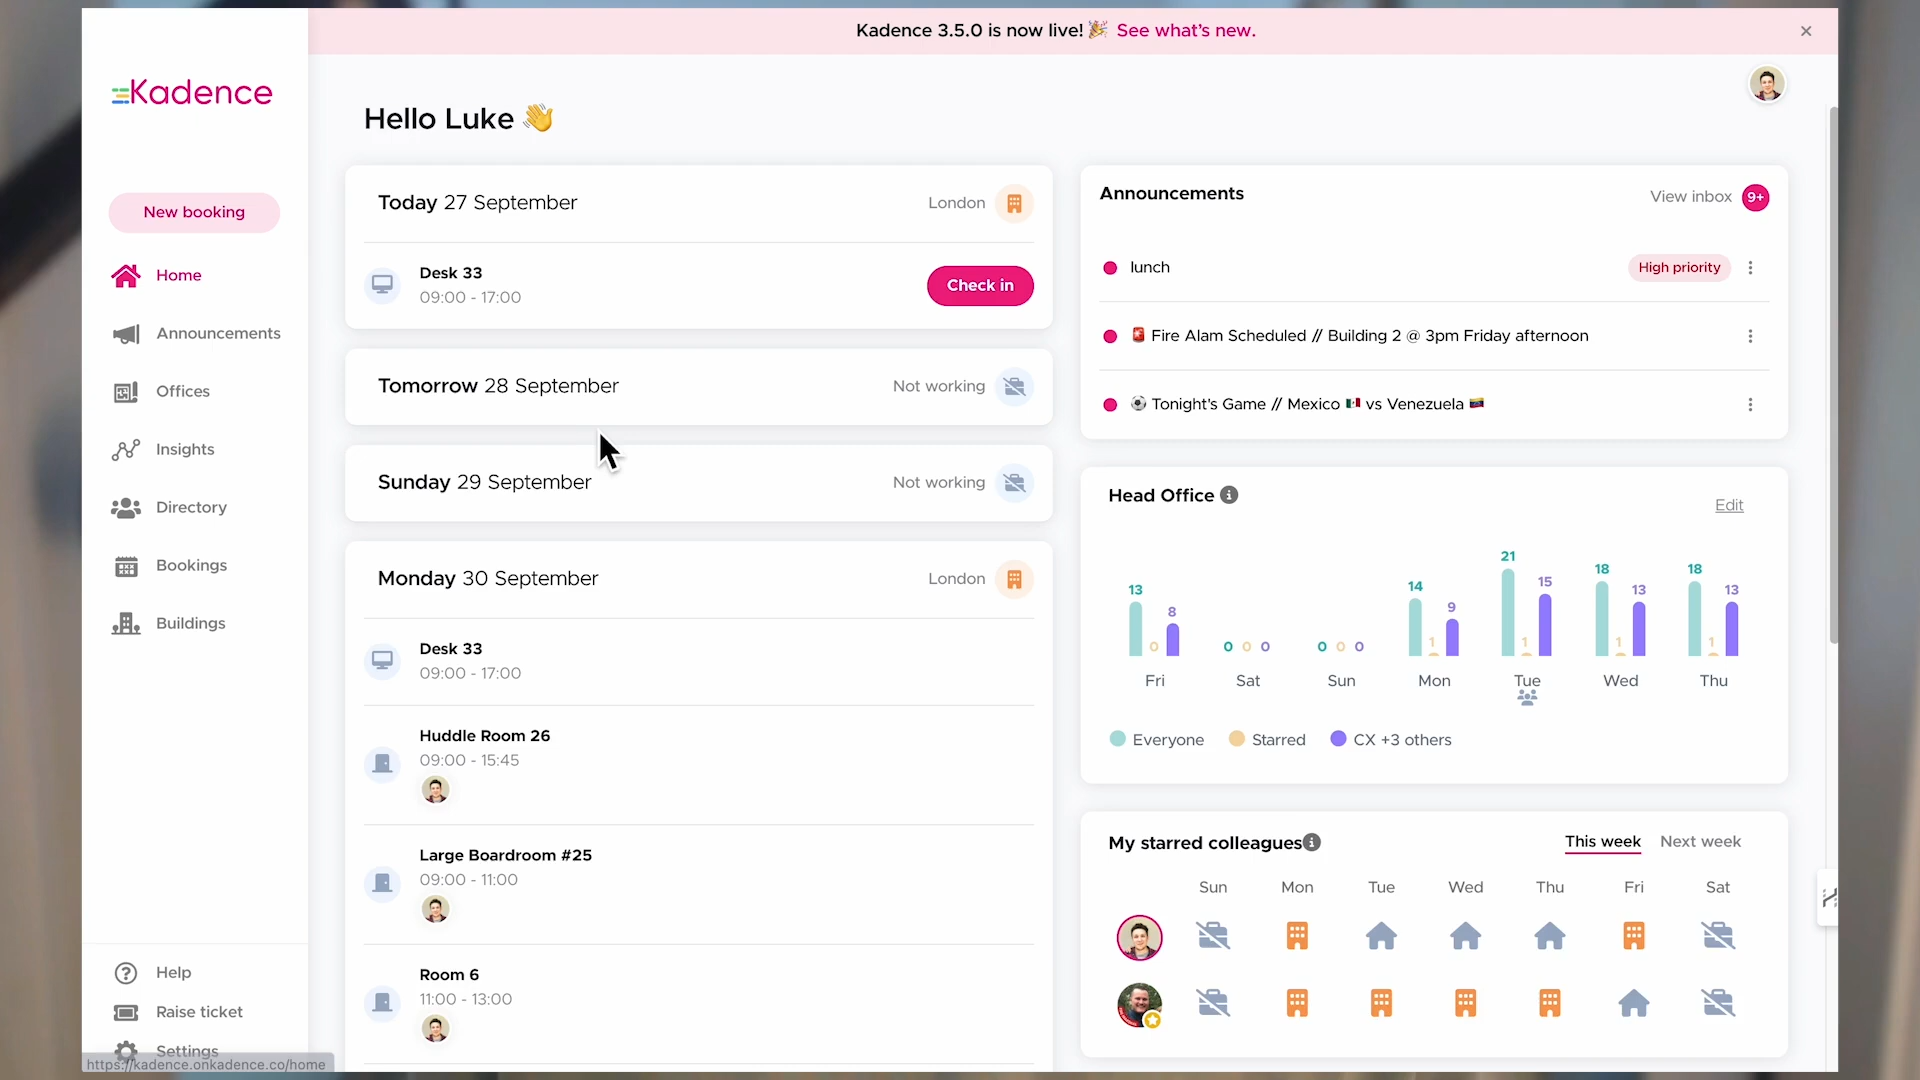 Kadence 3.5.0 is now live! 🎉 See what's new.
Kadence
New booking
Home
Announcements
Offices
Insights
Directory
Bookings
Buildings
Help
Raise ticket
Settings
https://kadence.onkadence.co/home
Hello Luke 👋
Today 27 September
London
Desk 33
09:00 - 17:00
Check in
Tomorrow 28 September
Not working
Sunday 29 September
Not working
Monday 30 September
London
Desk 33
09:00 - 17:00
Huddle Room 26
09:00 - 15:45
Large Boardroom #25
09:00 - 11:00
Room 6
11:00 - 13:00
Announcements
View inbox 9+
lunch
High priority
🚨 Fire Alam Scheduled // Building 2 @ 3pm Friday afternoon
⚽ Tonight's Game // Mexico 🇲🇽 vs Venezuela 🇻🇪
Head Office
Edit
13 0 8
0 0 0
0 0 0
14 1 9
21 1 15
18 1 13
18 1 13
Fri Sat Sun Mon Tue Wed Thu
Everyone Starred CX +3 others
My starred colleagues
This week Next week
Sun Mon Tue Wed Thu Fri Sat